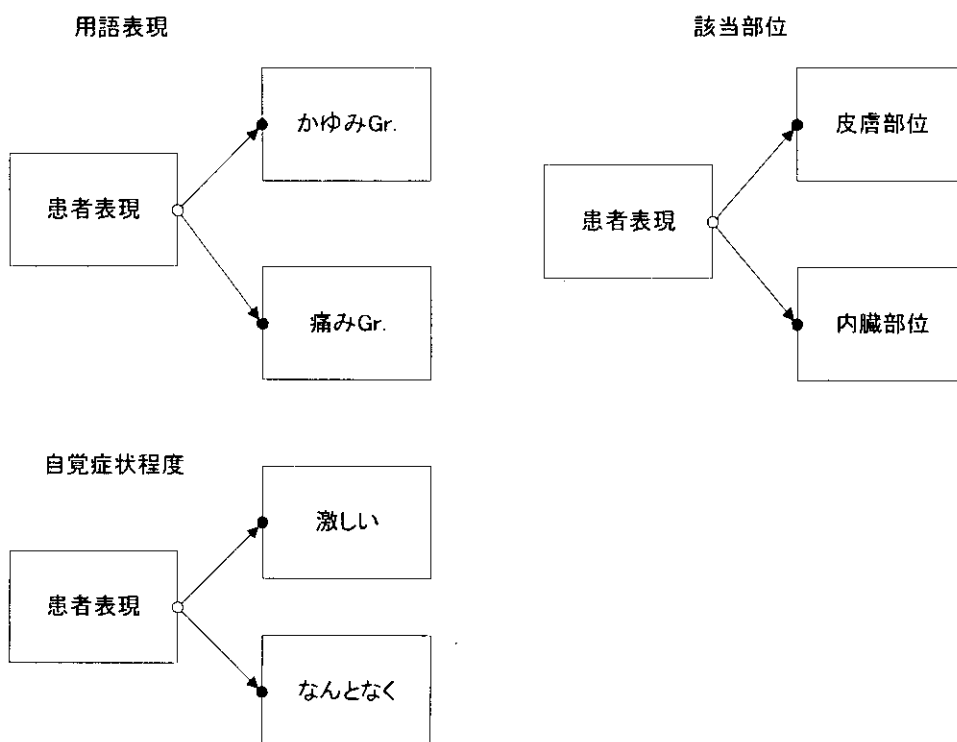 用語表現
かゆみGr.
患者表現
痛みGr.
該当部位
皮膚部位
患者表現
内臓部位
自覚症状程度
激しい
患者表現
なんとなく